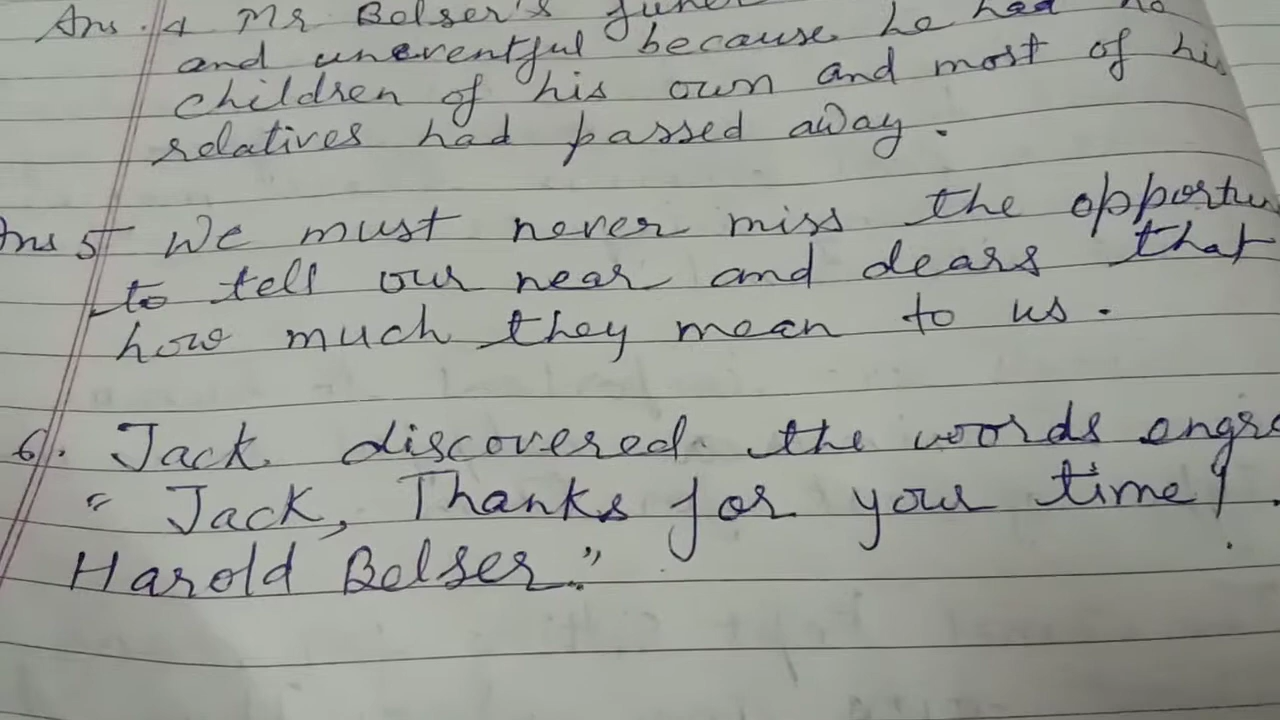 Ans. 4 Mr Belser's
and uneventful because he had no
children of his own and most of his
relatives had passed away.
Ans 5 We must never miss the opportu
to tell our near and dears that
how much they mean to us.
6. Jack discovered the words engra
" Jack, Thanks for your time!
Harold Belser."